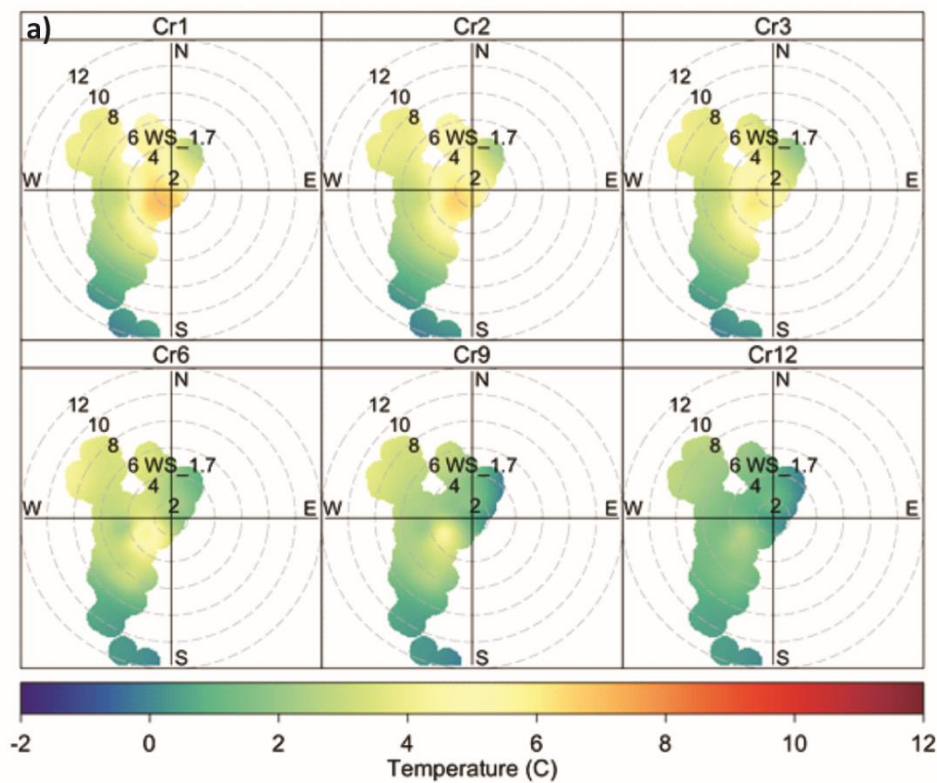 a)
Cr1 Cr2 Cr3
N N N
12 12 12
10 10 10
8 8 8
6 WS_1.7 6 WS_1.7 6 WS_1.7
4 4 4
W 2 E W 2 E W 2 E
S S S
Cr6 Cr9 Cr12
N N N
12 12 12
10 10 10
8 8 8
6 WS_1.7 6 WS_1.7 6 WS_1.7
4 4 4
W 2 E W 2 E W 2 E
S S S
-2 0 2 4 6 8 10 12
Temperature (C)